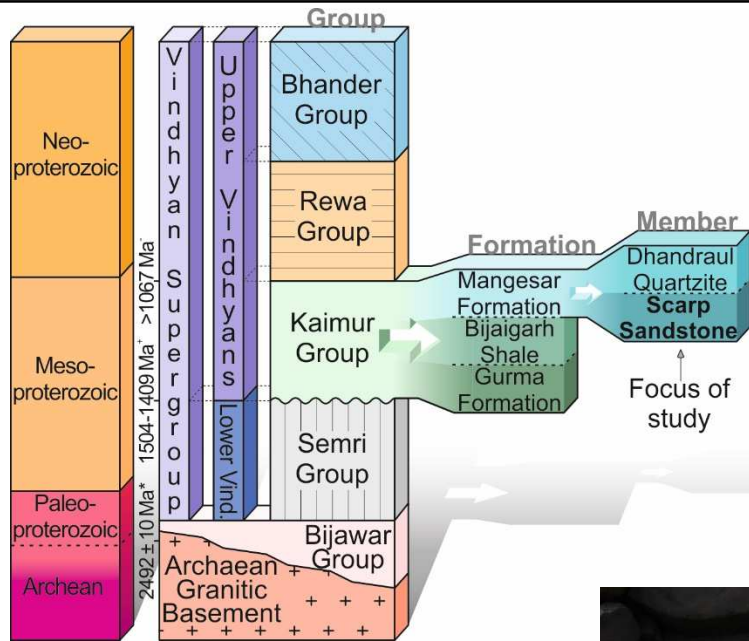 Group
Neo-
proterozoic
Meso-
proterozoic
Paleo-
proterozoic
Archean
2492 ± 10 Ma*
1504-1409 Ma⁺
>1067 Ma⁻
Vindhyan Supergroup
Upper Vindhyans
Lower Vind.
Bhander
Group
Rewa
Group
Kaimur
Group
Semri
Group
Bijawar
Group
Archaean
Granitic
Basement
Formation
Mangesar
Formation
Bijaigarh
Shale
Gurma
Formation
Member
Dhandraul
Quartzite
Scarp
Sandstone
Focus of
study